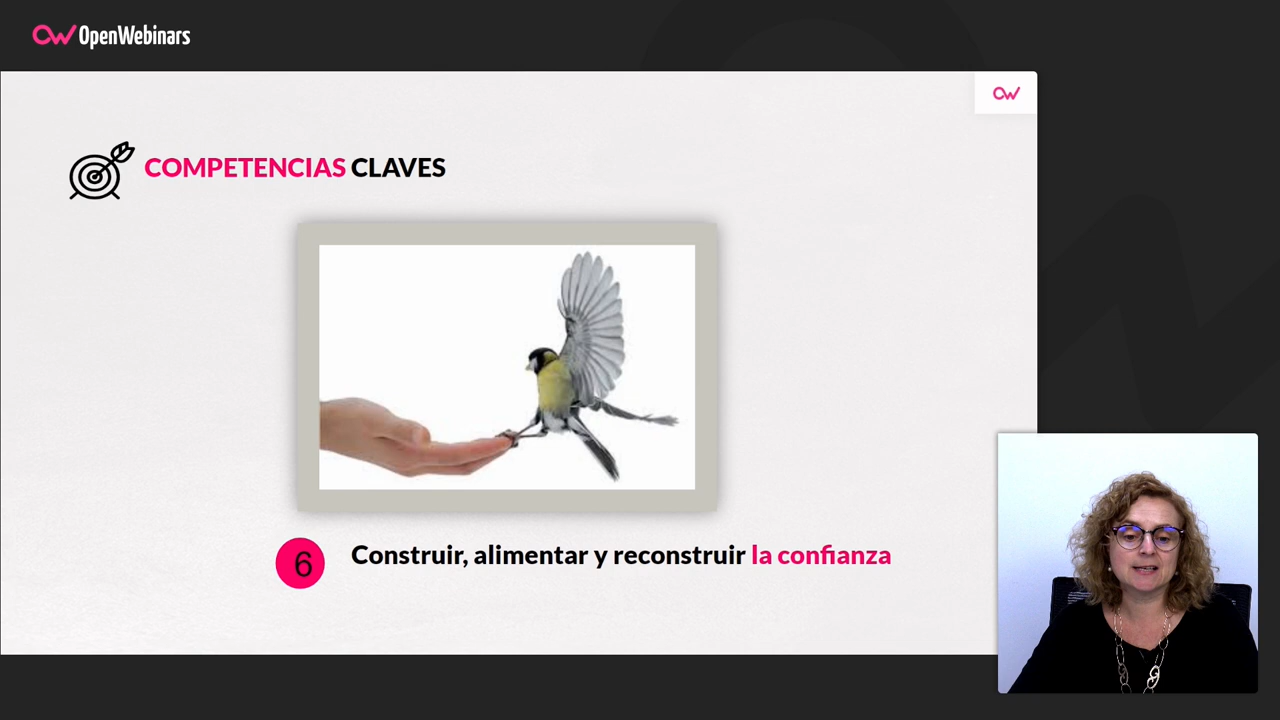 OpenWebinars
COMPETENCIAS CLAVES
6 Construir, alimentar y reconstruir la confianza